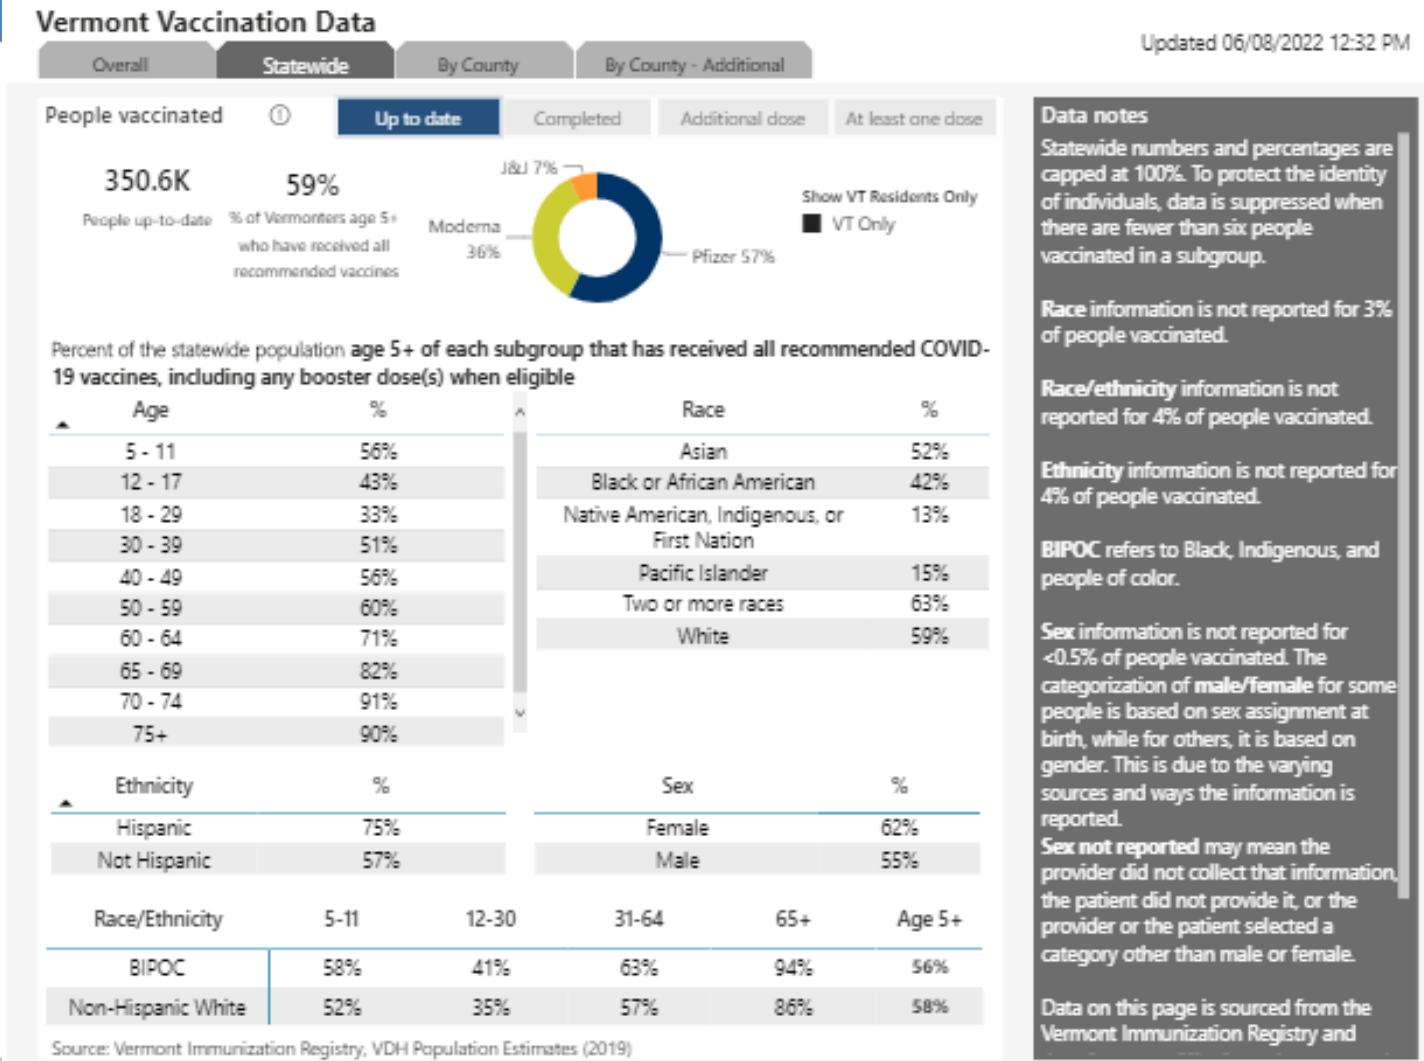 Vermont Vaccination Data
Updated 06/08/2022 12:32 PM
Overall
Statewide
By County
By County - Additional
People vaccinated
Up to date
Completed
Additional dose
At least one dose
350.6K
People up-to-date
59%
% of Vermonters age 5+
who have received all
recommended vaccines
J&J 7%
Moderna
36%
Pfizer 57%
Show VT Residents Only
VT Only
Percent of the statewide population age 5+ of each subgroup that has received all recommended COVID-
19 vaccines, including any booster dose(s) when eligible
Age %
5 - 11 56%
12 - 17 43%
18 - 29 33%
30 - 39 51%
40 - 49 56%
50 - 59 60%
60 - 64 71%
65 - 69 82%
70 - 74 91%
75+ 90%
Race %
Asian 52%
Black or African American 42%
Native American, Indigenous, or 13%
First Nation
Pacific Islander 15%
Two or more races 63%
White 59%
Ethnicity %
Hispanic 75%
Not Hispanic 57%
Sex %
Female 62%
Male 55%
Race/Ethnicity 5-11 12-30 31-64 65+ Age 5+
BIPOC 58% 41% 63% 94% 56%
Non-Hispanic White 52% 35% 57% 86% 58%
Source: Vermont Immunization Registry, VDH Population Estimates (2019)
Data notes
Statewide numbers and percentages are
capped at 100%. To protect the identity
of individuals, data is suppressed when
there are fewer than six people
vaccinated in a subgroup.
Race information is not reported for 3%
of people vaccinated.
Race/ethnicity information is not
reported for 4% of people vaccinated.
Ethnicity information is not reported for
4% of people vaccinated.
BIPOC refers to Black, Indigenous, and
people of color.
Sex information is not reported for
<0.5% of people vaccinated. The
categorization of male/female for some
people is based on sex assignment at
birth, while for others, it is based on
gender. This is due to the varying
sources and ways the information is
reported.
Sex not reported may mean the
provider did not collect that information,
the patient did not provide it, or the
provider or the patient selected a
category other than male or female.
Data on this page is sourced from the
Vermont Immunization Registry and